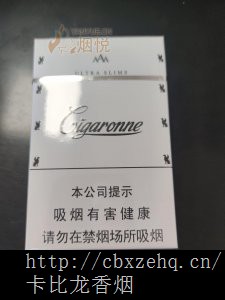 烟悦
ULTRA SLIMS
Cigaronne
本公司提示
吸烟有害健康
请勿在禁烟场所吸烟
http://cbxzehq.cn/
卡比龙香烟